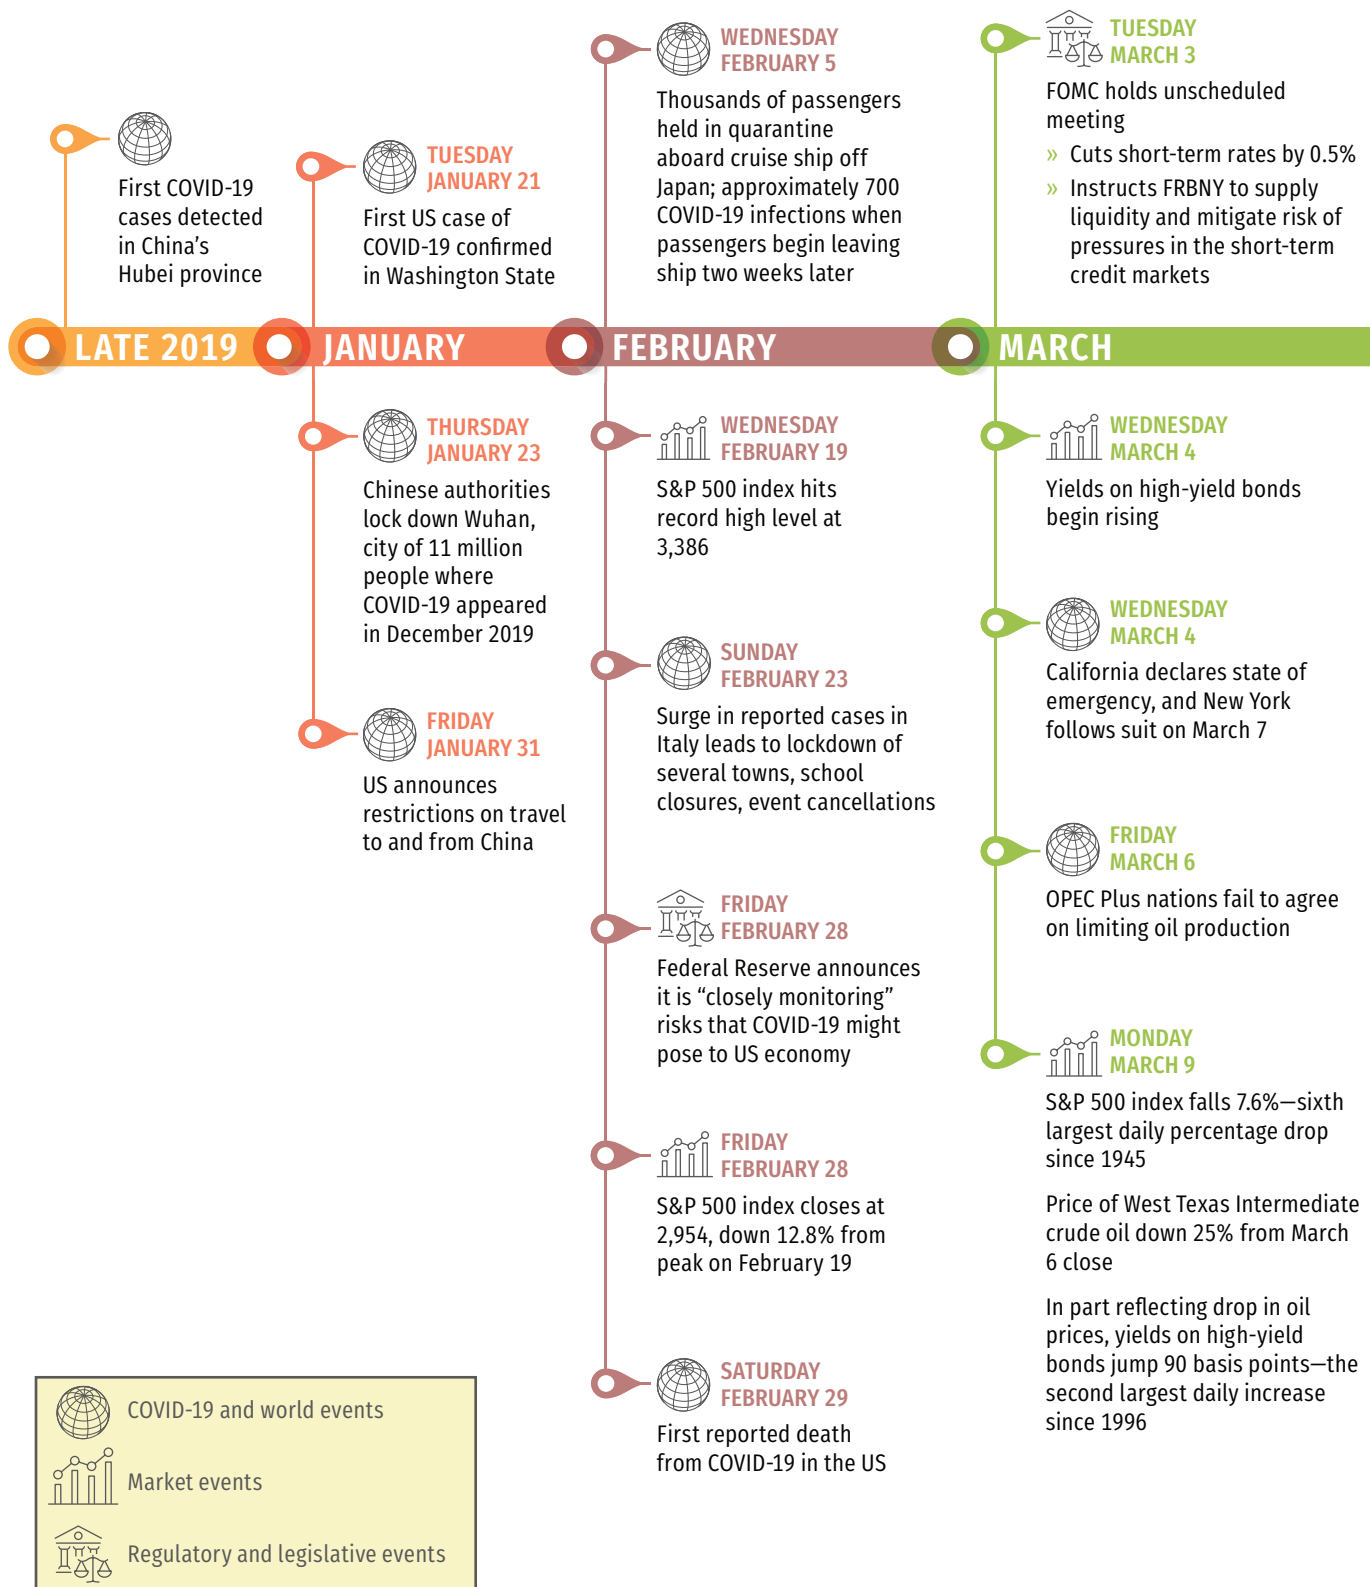 First COVID-19
cases detected
in China's
Hubei province
LATE 2019
TUESDAY
JANUARY 21
First US case of
COVID-19 confirmed
in Washington State
JANUARY
THURSDAY
JANUARY 23
Chinese authorities
lock down Wuhan,
city of 11 million
people where
COVID-19 appeared
in December 2019
FRIDAY
JANUARY 31
US announces
restrictions on travel
to and from China
WEDNESDAY
FEBRUARY 5
Thousands of passengers
held in quarantine
aboard cruise ship off
Japan; approximately 700
COVID-19 infections when
passengers begin leaving
ship two weeks later
FEBRUARY
WEDNESDAY
FEBRUARY 19
S&P 500 index hits
record high level at
3,386
SUNDAY
FEBRUARY 23
Surge in reported cases in
Italy leads to lockdown of
several towns, school
closures, event cancellations
FRIDAY
FEBRUARY 28
Federal Reserve announces
it is “closely monitoring”
risks that COVID-19 might
pose to US economy
FRIDAY
FEBRUARY 28
S&P 500 index closes at
2,954, down 12.8% from
peak on February 19
SATURDAY
FEBRUARY 29
First reported death
from COVID-19 in the US
TUESDAY
MARCH 3
FOMC holds unscheduled
meeting
» Cuts short-term rates by 0.5%
» Instructs FRBNY to supply
liquidity and mitigate risk of
pressures in the short-term
credit markets
MARCH
WEDNESDAY
MARCH 4
Yields on high-yield bonds
begin rising
WEDNESDAY
MARCH 4
California declares state of
emergency, and New York
follows suit on March 7
FRIDAY
MARCH 6
OPEC Plus nations fail to agree
on limiting oil production
MONDAY
MARCH 9
S&P 500 index falls 7.6%—sixth
largest daily percentage drop
since 1945
Price of West Texas Intermediate
crude oil down 25% from March
6 close
In part reflecting drop in oil
prices, yields on high-yield
bonds jump 90 basis points—the
second largest daily increase
since 1996
COVID-19 and world events
Market events
Regulatory and legislative events